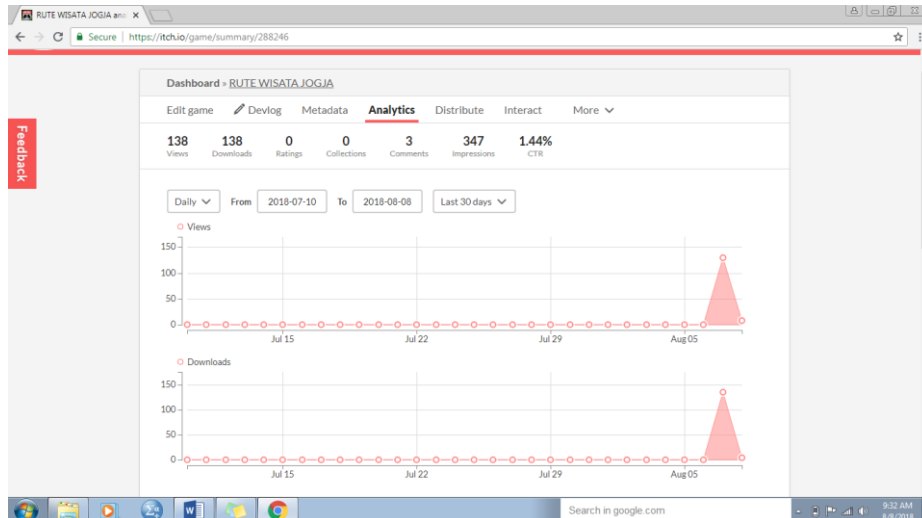 RUTE WISATA JOGJA ana
Secure https://itch.io/game/summary/288246
Dashboard » RUTE WISATA JOGJA
Edit game Devlog Metadata Analytics Distribute Interact More
138 138 0 0 3 347 1.44%
Views Downloads Ratings Collections Comments Impressions CTR
Feedback
Daily From 2018-07-10 To 2018-08-08 Last 30 days
Views
150
100
50
0
Jul 15 Jul 22 Jul 29 Aug 05
Downloads
150
100
50
0
Jul 15 Jul 22 Jul 29 Aug 05
Search in google.com
9:32 AM
8/8/2018